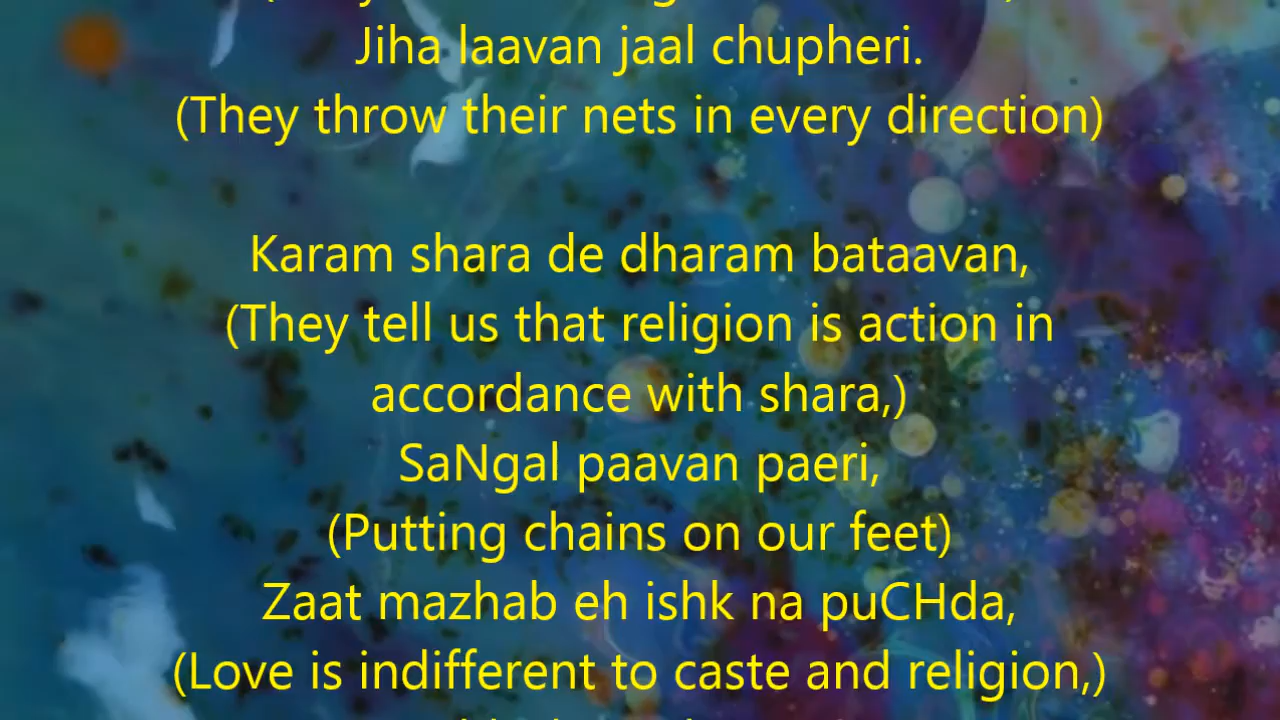 Jiha laavan jaal chupheri.
(They throw their nets in every direction)
Karam shara de dharam bataavan,
(They tell us that religion is action in
accordance with shara,)
SaNgal paavan paeri,
(Putting chains on our feet)
Zaat mazhab eh ishk na puCHda,
(Love is indifferent to caste and religion,)